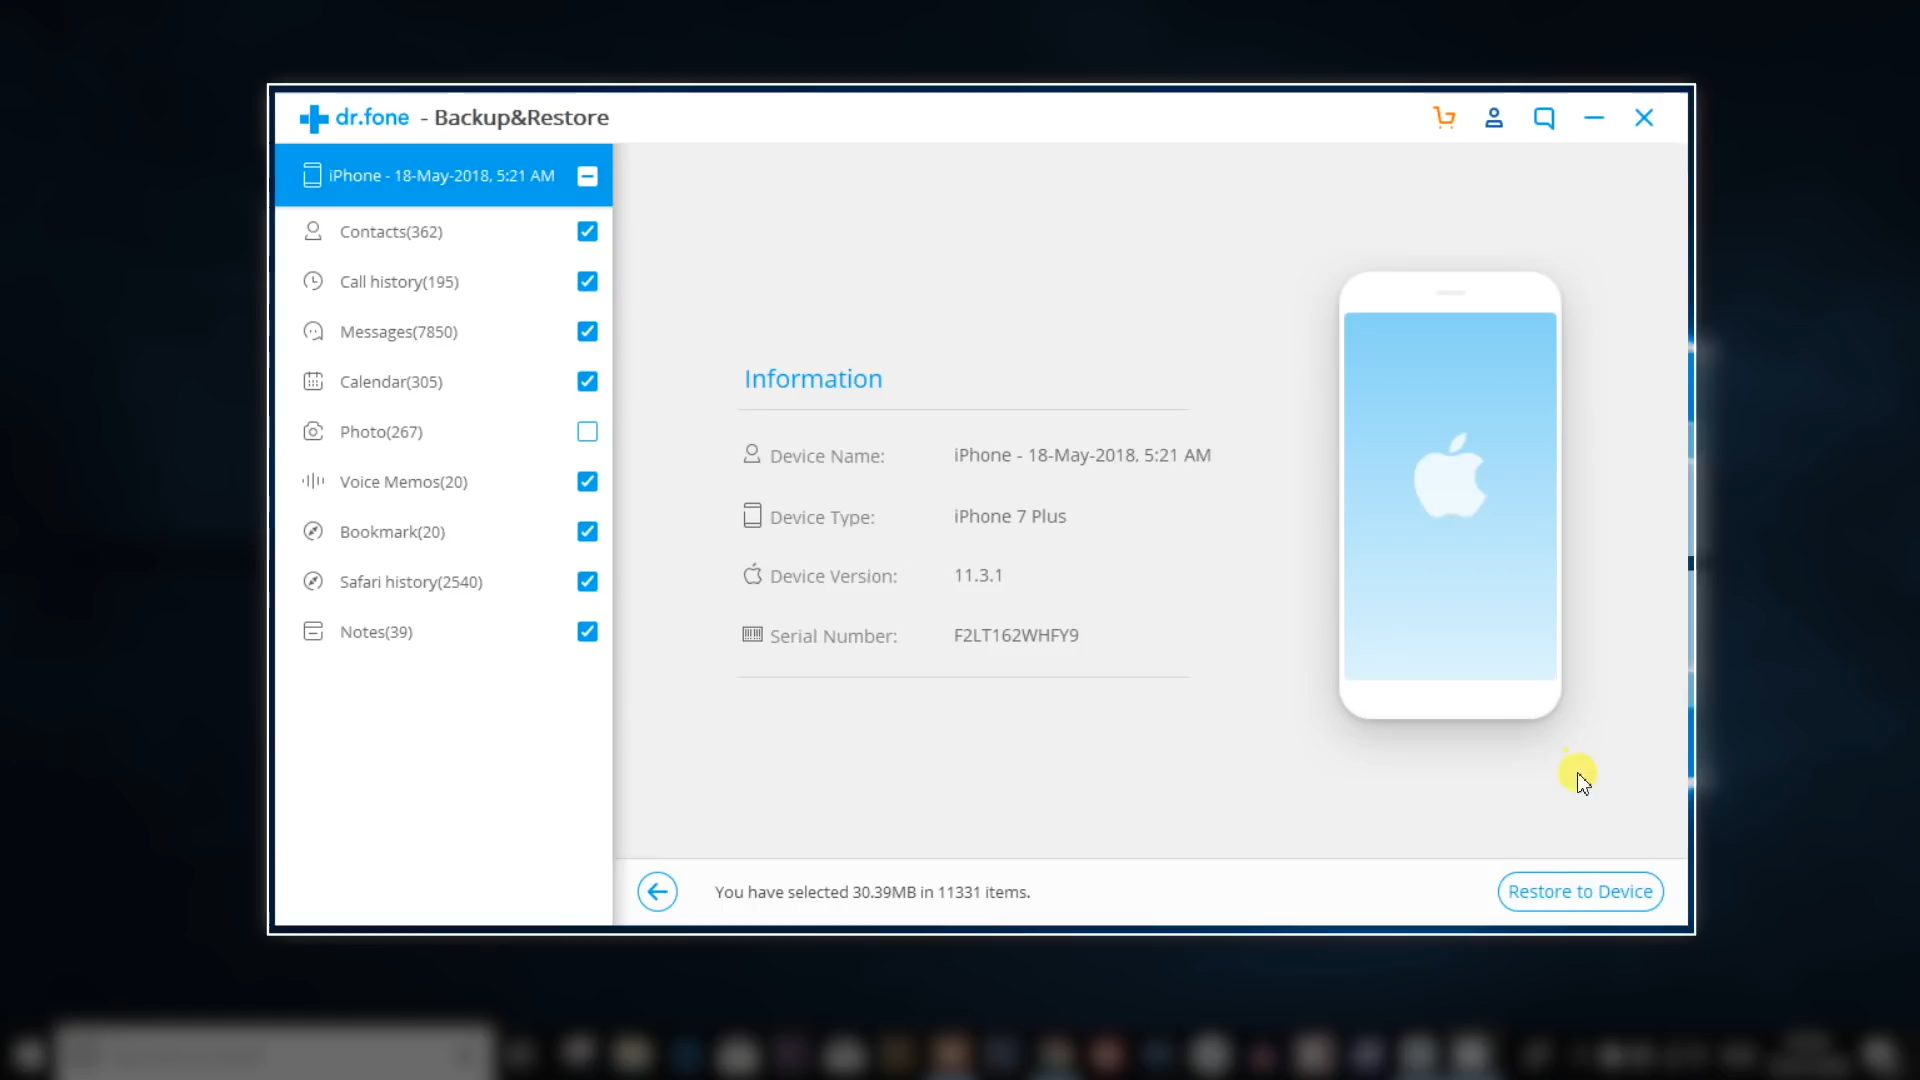 dr.fone - Backup&Restore
iPhone - 18-May-2018, 5:21 AM
Contacts(362)
Call history(195)
Messages(7850)
Calendar(305)
Photo(267)
Voice Memos(20)
Bookmark(20)
Safari history(2540)
Notes(39)
Information
Device Name: iPhone - 18-May-2018, 5:21 AM
Device Type: iPhone 7 Plus
Device Version: 11.3.1
Serial Number: F2LT162WHFY9
You have selected 30.39MB in 11331 items.
Restore to Device